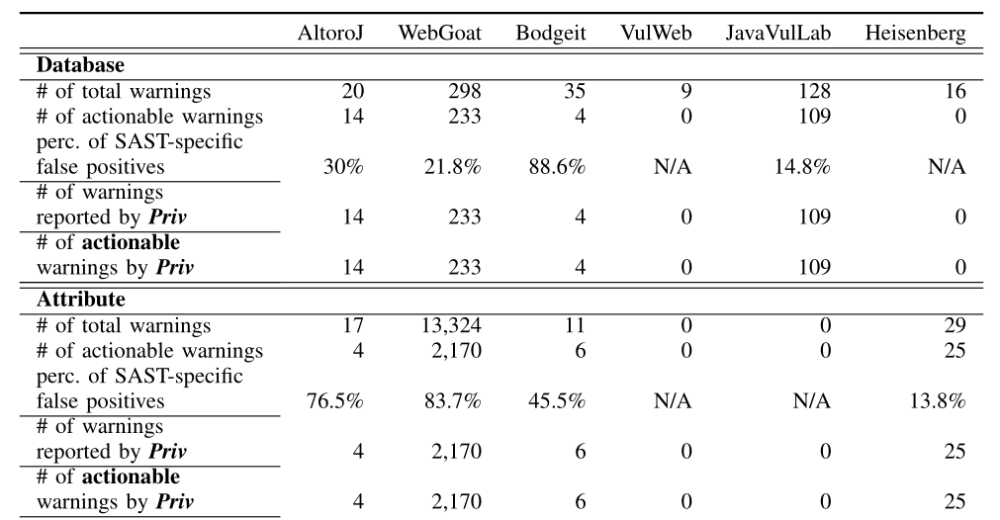 AltoroJ WebGoat Bodgeit VulWeb JavaVulLab Heisenberg
Database
# of total warnings 20 298 35 9 128 16
# of actionable warnings 14 233 4 0 109 0
perc. of SAST-specific
false positives 30% 21.8% 88.6% N/A 14.8% N/A
# of warnings
reported by Priv 14 233 4 0 109 0
# of actionable
warnings by Priv 14 233 4 0 109 0
Attribute
# of total warnings 17 13,324 11 0 0 29
# of actionable warnings 4 2,170 6 0 0 25
perc. of SAST-specific
false positives 76.5% 83.7% 45.5% N/A N/A 13.8%
# of warnings
reported by Priv 4 2,170 6 0 0 25
# of actionable
warnings by Priv 4 2,170 6 0 0 25